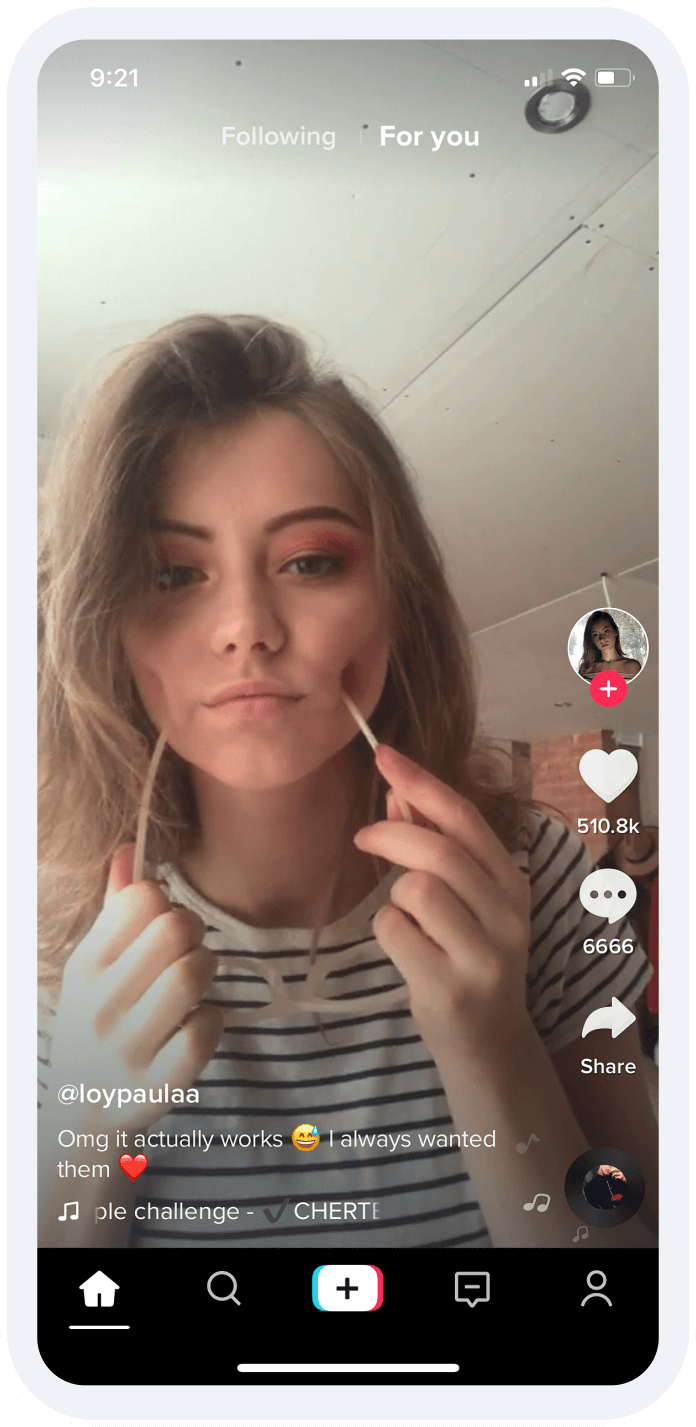 9:21
Following
For you
510.8k
6666
Share
@loypaulaa
Omg it actually works 😅 I always wanted
them ❤️
ple challenge - ✔ CHERTE